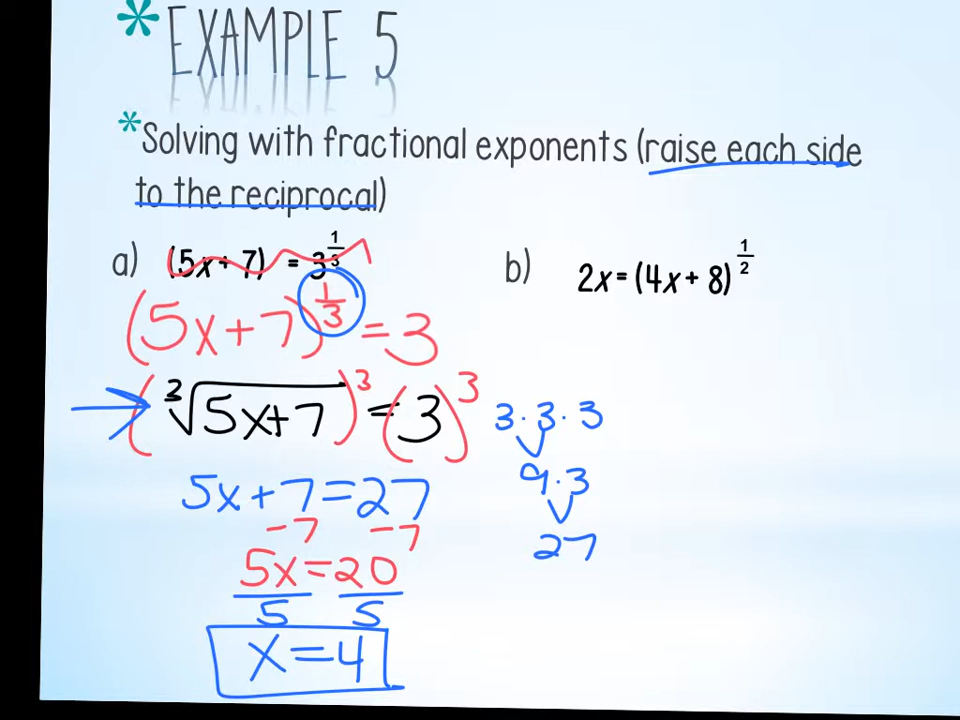 * EXAMPLE 5
*Solving with fractional exponents (raise each side
to the reciprocal)
a) (5x+ 7) = 3^(1/3)
(5x+7)^(1/3) = 3
(∛5x+7)^3 = (3)^3
5x+7=27
-7 -7
5x=20
5 5
x=4
b) 2x=(4x+ 8)^(1/2)
3·3·3
9·3
27